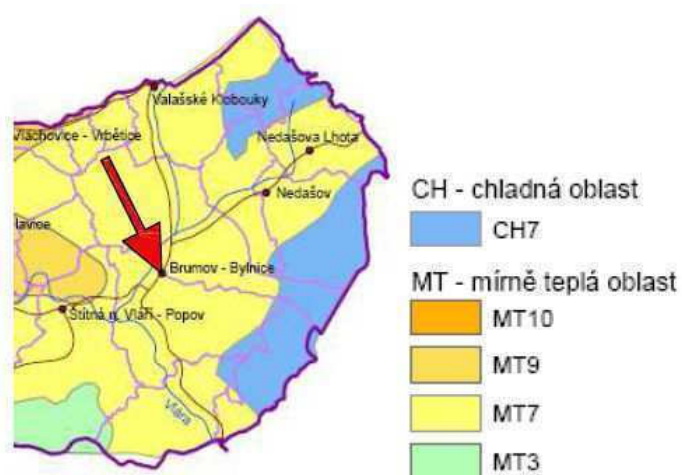 Valašské Klobouky
Vlachovice - Vrbětice
Nedašova Lhota
Nedašov
Brumov - Bylnice
Štítná n. Vláří - Popov
Vlára
CH - chladná oblast
CH7
MT - mírně teplá oblast
MT10
MT9
MT7
MT3